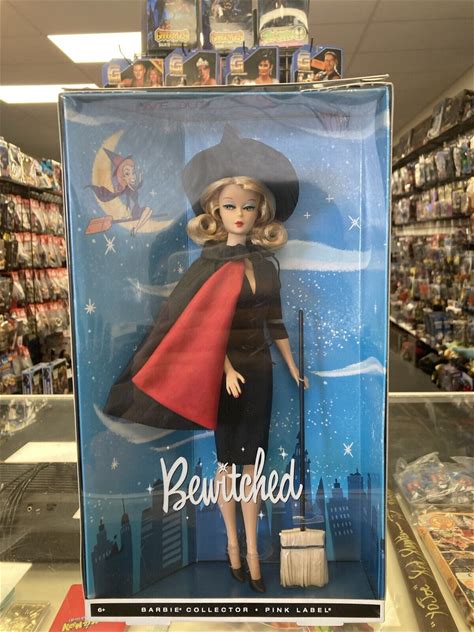 Bewitched
6+
BARBIE® COLLECTOR • PINK LABEL®